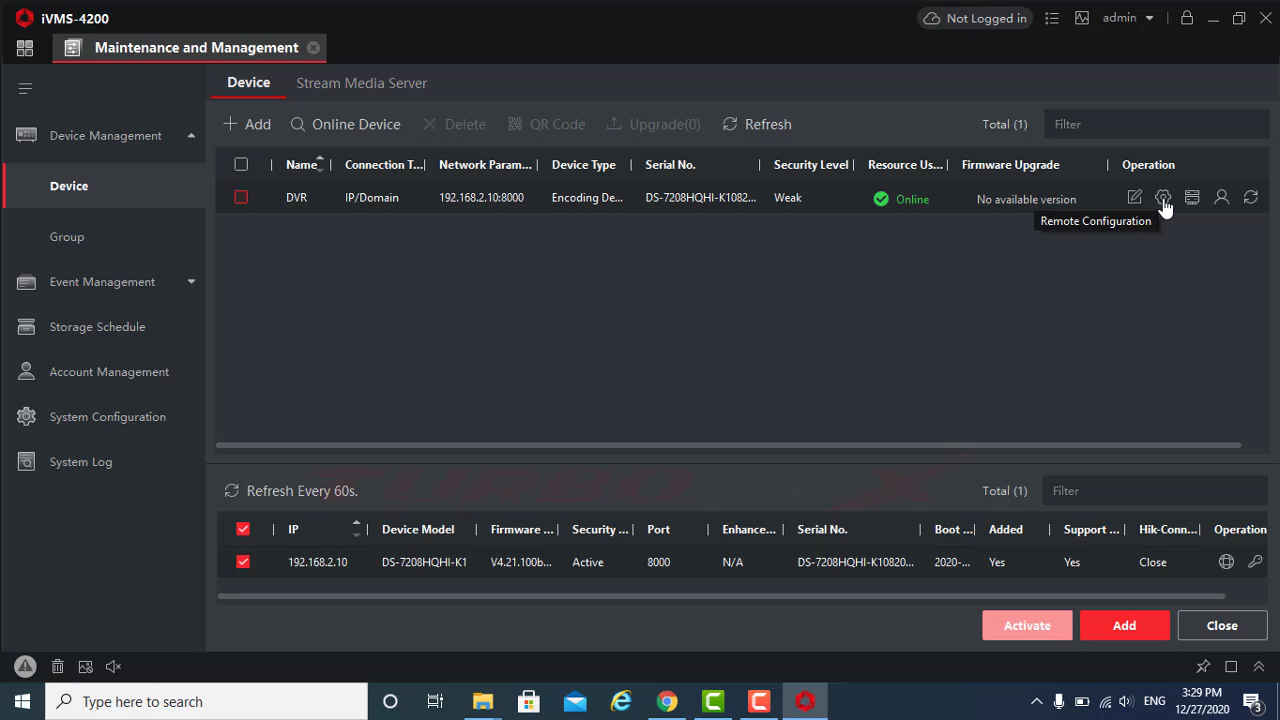 iVMS-4200
Not Logged in
admin
Maintenance and Management
Device Management
Device
Group
Event Management
Storage Schedule
Account Management
System Configuration
System Log
Device Stream Media Server
Add Online Device Delete QR Code Upgrade(0) Refresh Total (1) Filter
Name Connection T... Network Param... Device Type Serial No. Security Level Resource Us... Firmware Upgrade Operation
DVR IP/Domain 192.168.2.10:8000 Encoding De... DS-7208HQHI-K1082... Weak Online No available version
Remote Configuration
Refresh Every 60s. Total (1) Filter
IP Device Model Firmware ... Security ... Port Enhance... Serial No. Boot ... Added Support ... Hik-Conn... Operation
192.168.2.10 DS-7208HQHI-K1 V4.21.100b... Active 8000 N/A DS-7208HQHI-K10820... 2020-... Yes Yes Close
Activate Add Close
Type here to search
ENG
3:29 PM
12/27/2020
3